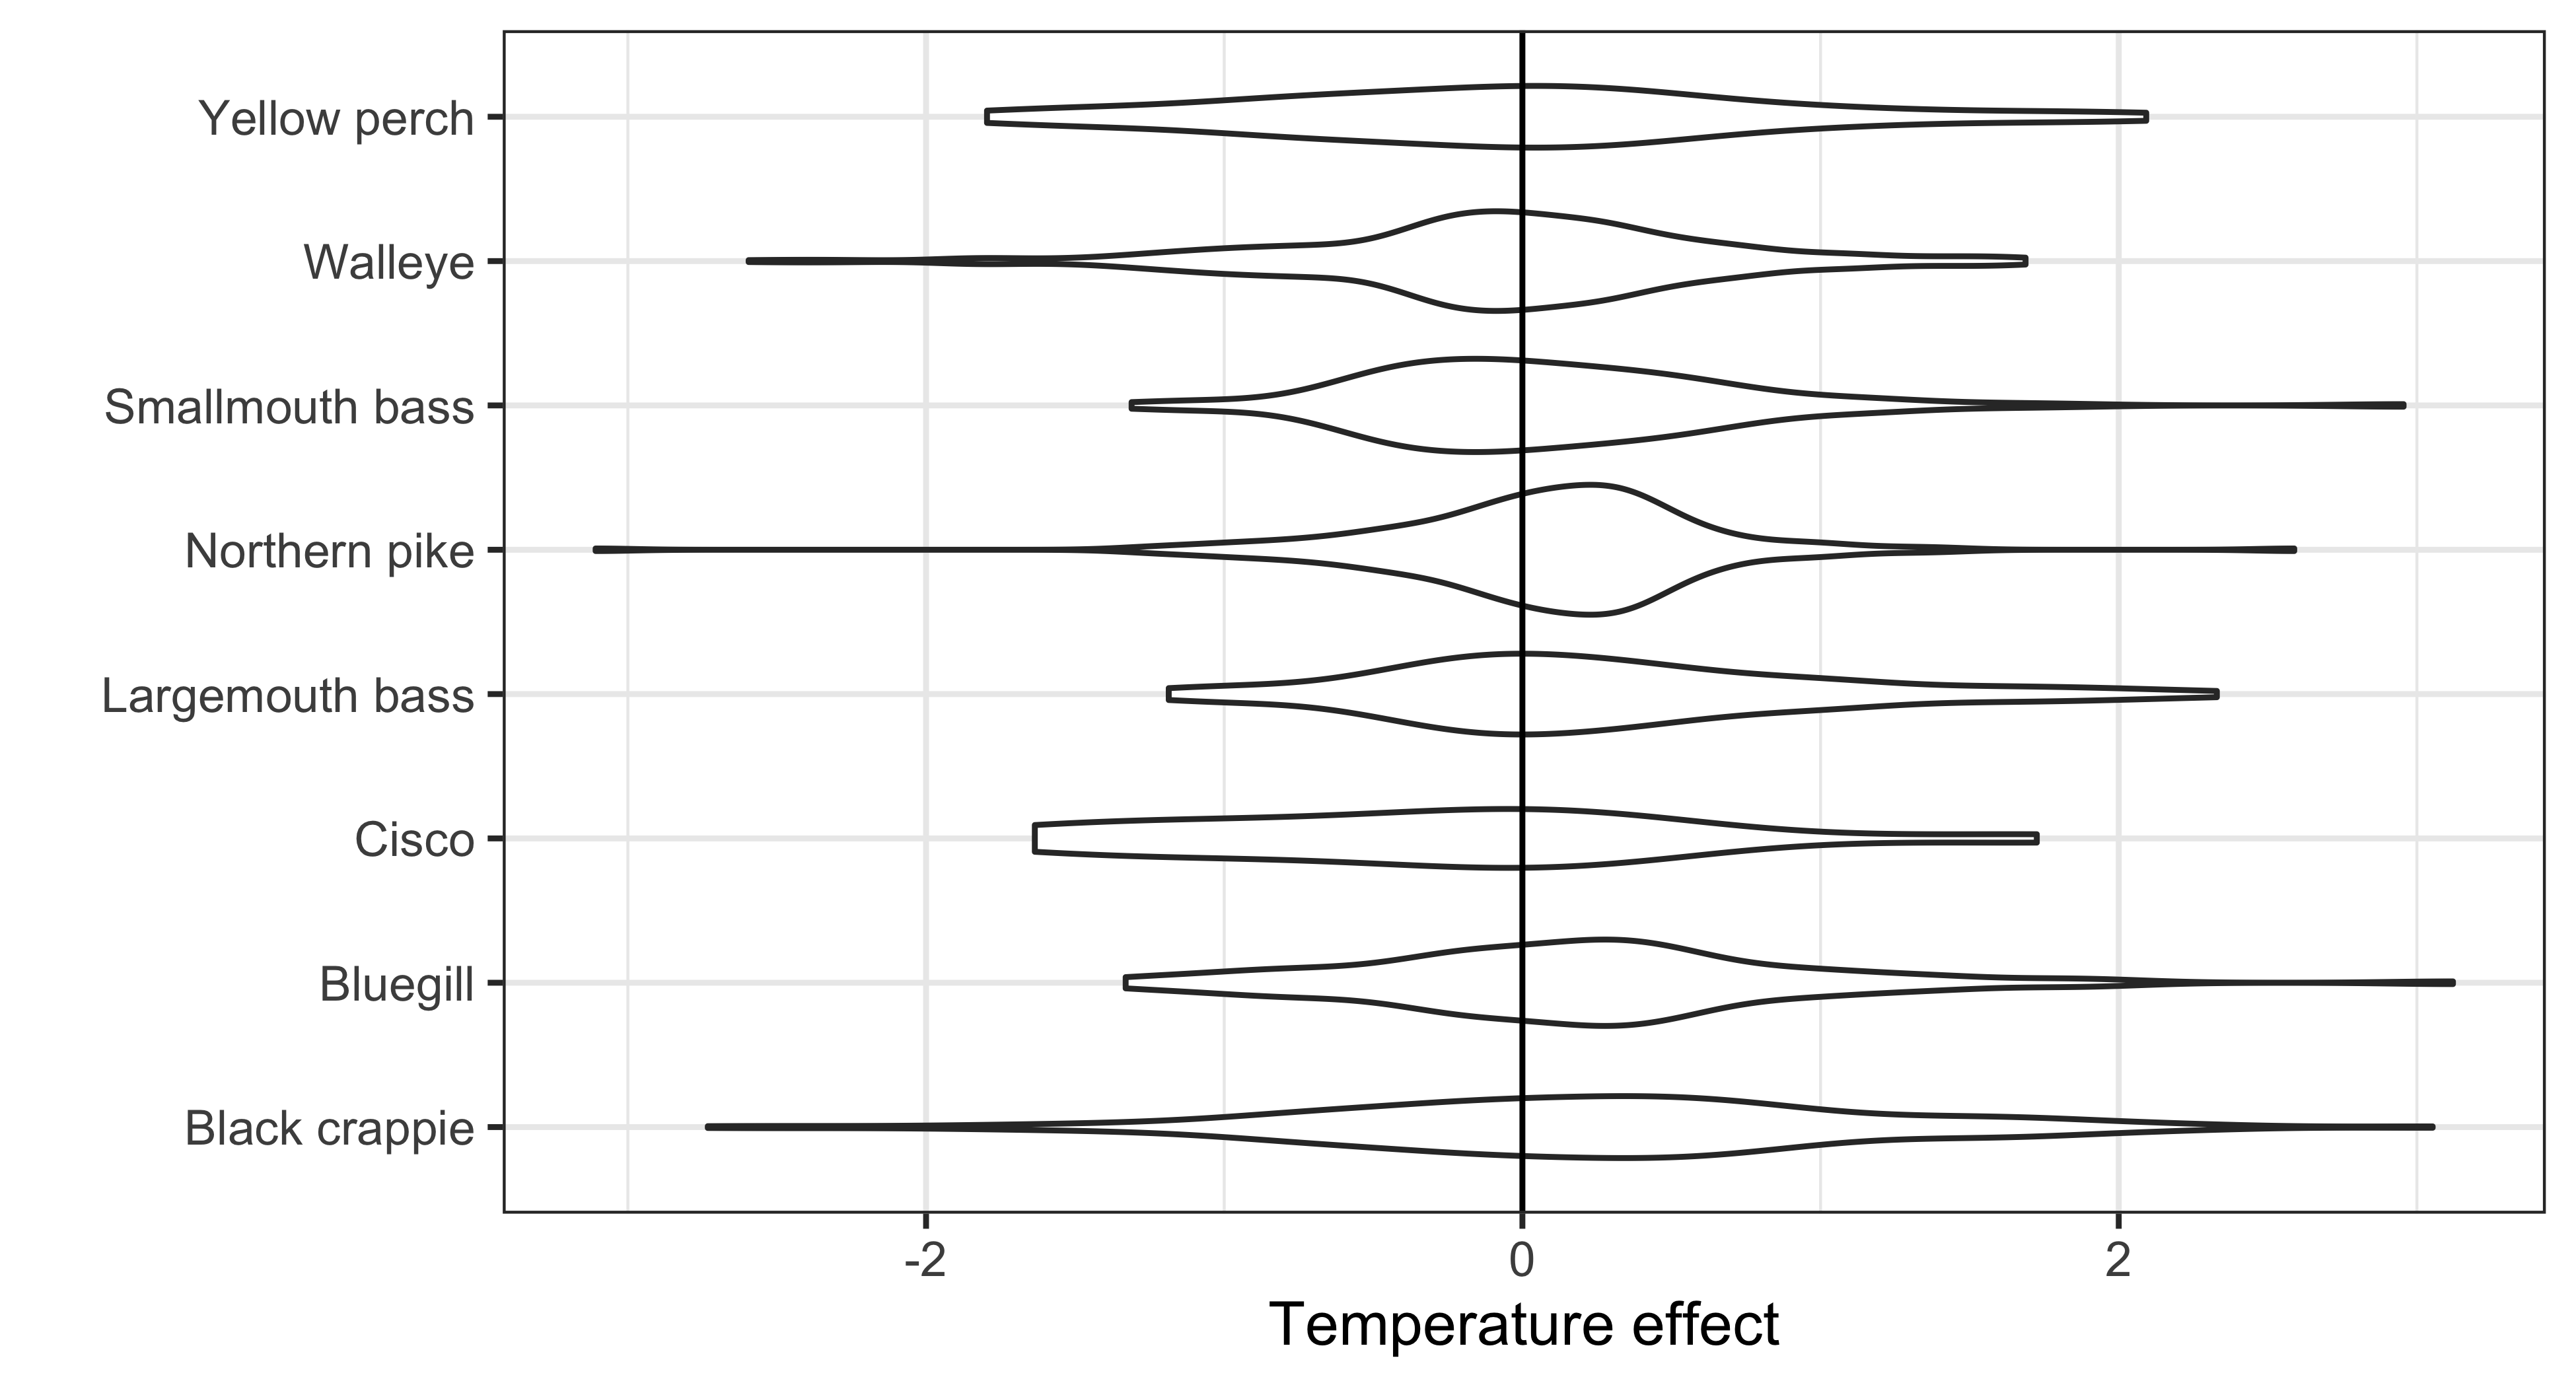 Yellow perch
Walleye
Smallmouth bass
Northern pike
Largemouth bass
Cisco
Bluegill
Black crappie
-2 0 2
Temperature effect